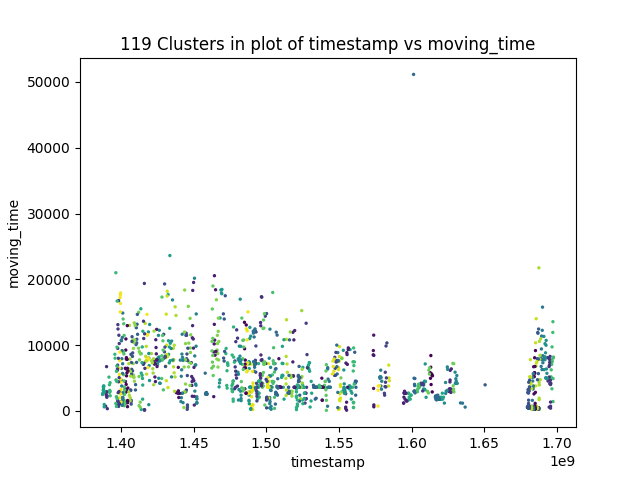 119 Clusters in plot of timestamp vs moving_time
50000
40000
30000
20000
10000
0
moving_time
1.40 1.45 1.50 1.55 1.60 1.65 1.70
1e9
timestamp